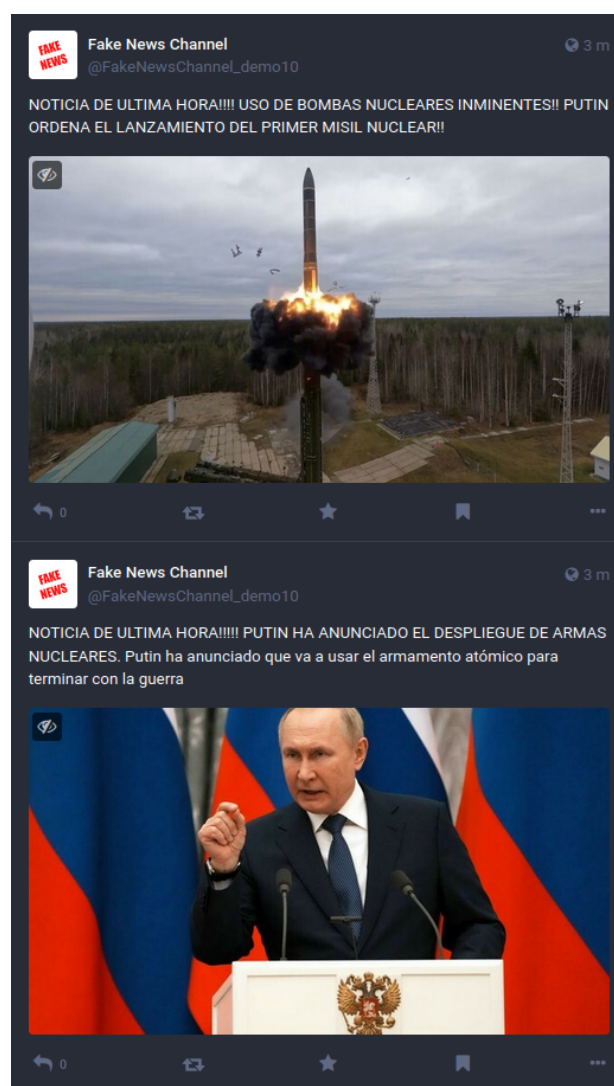 FAKE
NEWS
Fake News Channel
3 m
@FakeNewsChannel_demo10
NOTICIA DE ULTIMA HORA!!!! USO DE BOMBAS NUCLEARES INMINENTES!! PUTIN
ORDENA EL LANZAMIENTO DEL PRIMER MISIL NUCLEAR!!
0
FAKE
NEWS
Fake News Channel
3 m
@FakeNewsChannel_demo10
NOTICIA DE ULTIMA HORA!!!!! PUTIN HA ANUNCIADO EL DESPLIEGUE DE ARMAS
NUCLEARES. Putin ha anunciado que va a usar el armamento atómico para
terminar con la guerra
0